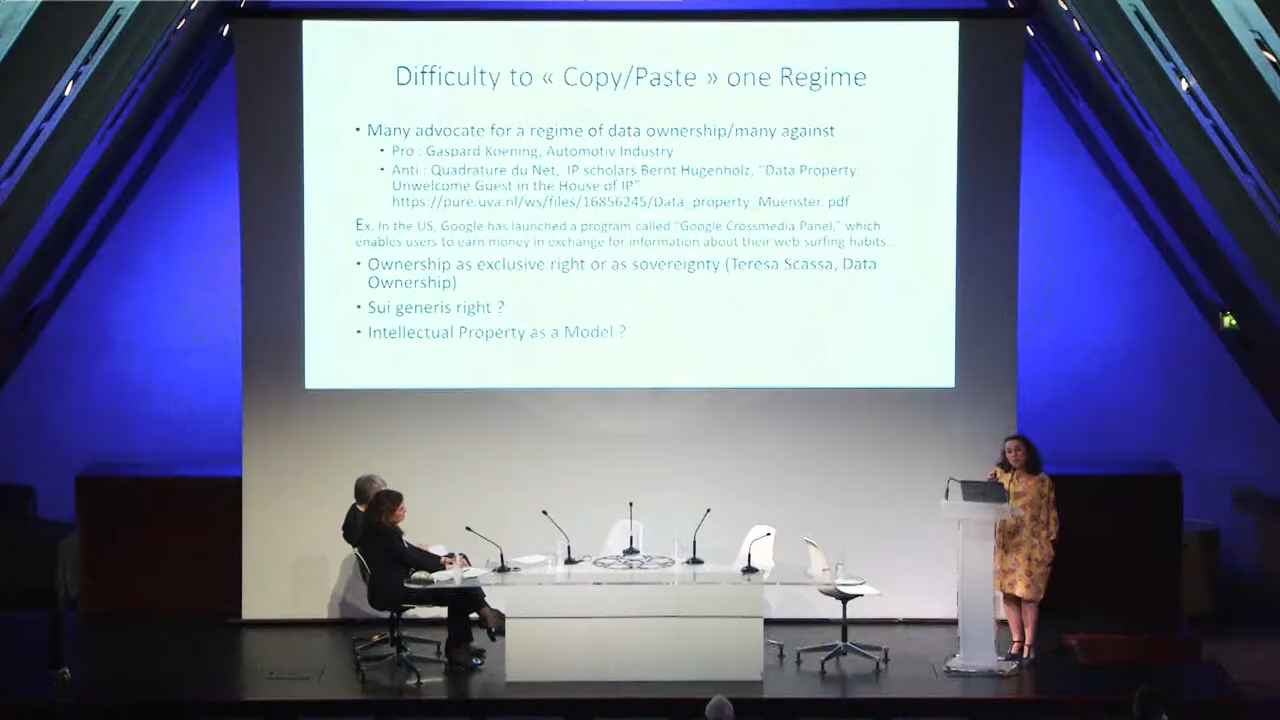 Difficulty to « Copy/Paste » one Regime
• Many advocate for a regime of data ownership/many against
• Pro : Gaspard Koening, Automotiv Industry
• Anti : Quadrature du Net, IP scholars Bernt Hugenholz, "Data Property:
Unwelcome Guest in the House of IP"
https://pure.uva.nl/ws/files/16856245/Data_property_Muenster.pdf
Ex. In the US, Google has launched a program called "Google Crossmedia Panel," which
enables users to earn money in exchange for information about their web surfing habits...
• Ownership as exclusive right or as sovereignty (Teresa Scassa, Data
Ownership)
• Sui generis right ?
• Intellectual Property as a Model ?